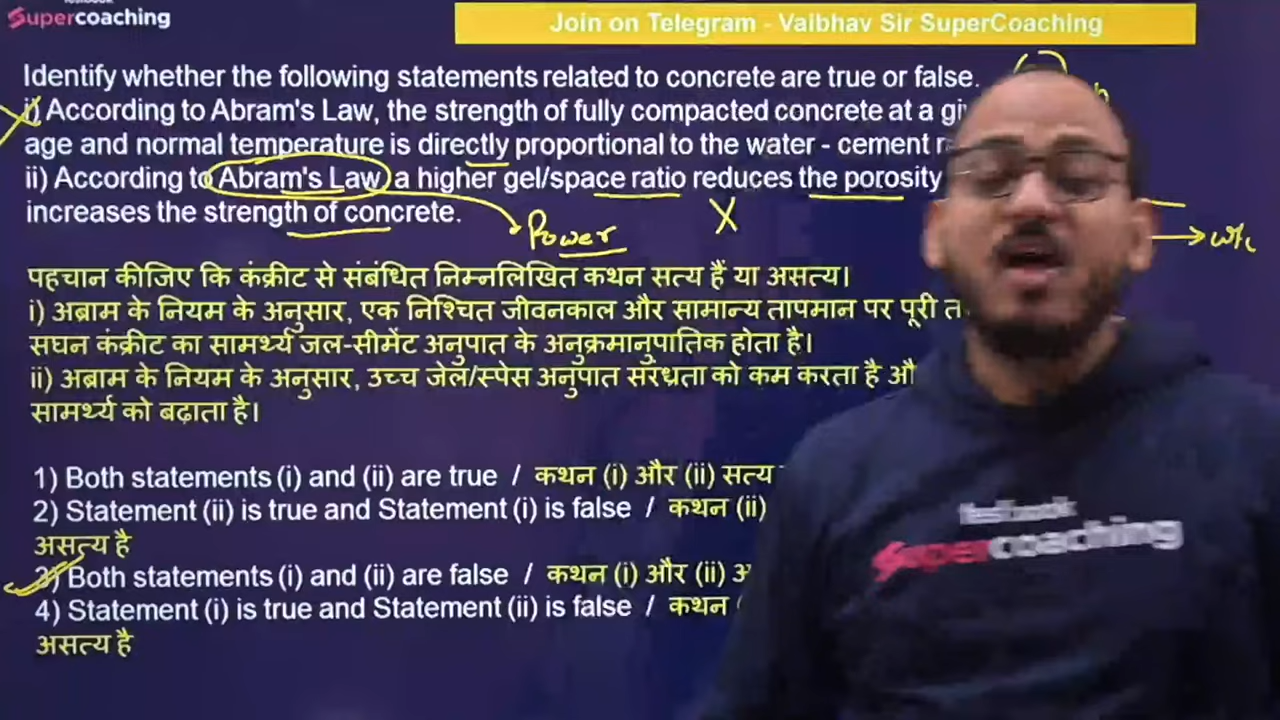 Supercoaching
Join on Telegram - Vaibhav Sir SuperCoaching
Identify whether the following statements related to concrete are true or false.
i) According to Abram's Law, the strength of fully compacted concrete at a
age and normal temperature is directly proportional to the water - cement
ii) According to Abram's Law a higher gel/space ratio reduces the porosity
increases the strength of concrete.
X
Power
w/c
पहचान कीजिए कि कंक्रीट से संबंधित निम्नलिखित कथन सत्य हैं या असत्य।
i) अब्राम के नियम के अनुसार, एक निश्चित जीवनकाल और सामान्य तापमान पर पूरी
सघन कंक्रीट का सामर्थ्य जल-सीमेंट अनुपात के अनुक्रमानुपातिक होता है।
ii) अब्राम के नियम के अनुसार, उच्च जेल/स्पेस अनुपात सरंध्रता को कम करता है
सामर्थ्य को बढ़ाता है।
1) Both statements (i) and (ii) are true / कथन (i) और (ii) सत्य
2) Statement (ii) is true and Statement (i) is false / कथन (ii)
असत्य है
3) Both statements (i) and (ii) are false / कथन (i) और (ii)
4) Statement (i) is true and Statement (ii) is false / कथन
असत्य है
testbook
Supercoaching